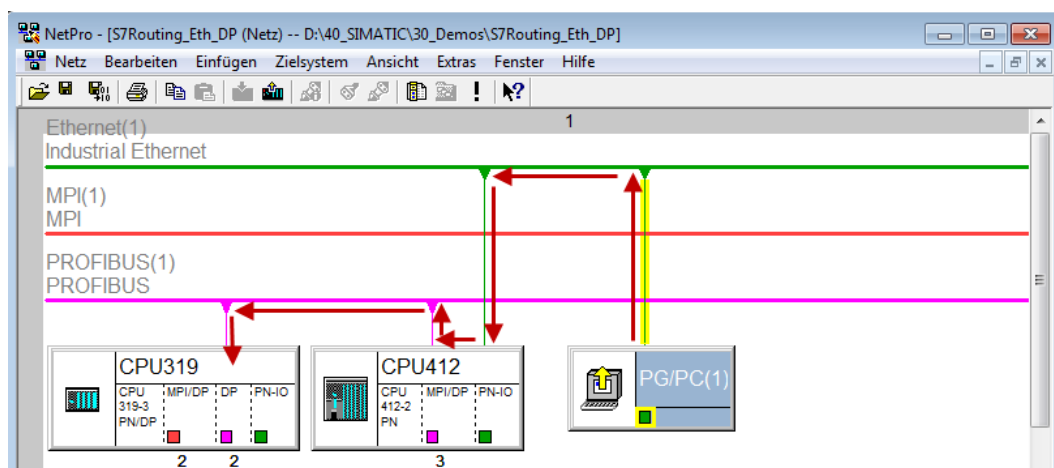 NetPro - [S7Routing_Eth_DP (Netz) -- D:\40_SIMATIC\30_Demos\S7Routing_Eth_DP]
Netz Bearbeiten Einfügen Zielsystem Ansicht Extras Fenster Hilfe
1
Ethernet(1)
Industrial Ethernet
MPI(1)
MPI
PROFIBUS(1)
PROFIBUS
CPU319
CPU
319-3
PN/DP
MPI/DP
DP
PN-IO
2
2
CPU412
CPU
412-2
PN
MPI/DP
PN-IO
3
PG/PC(1)